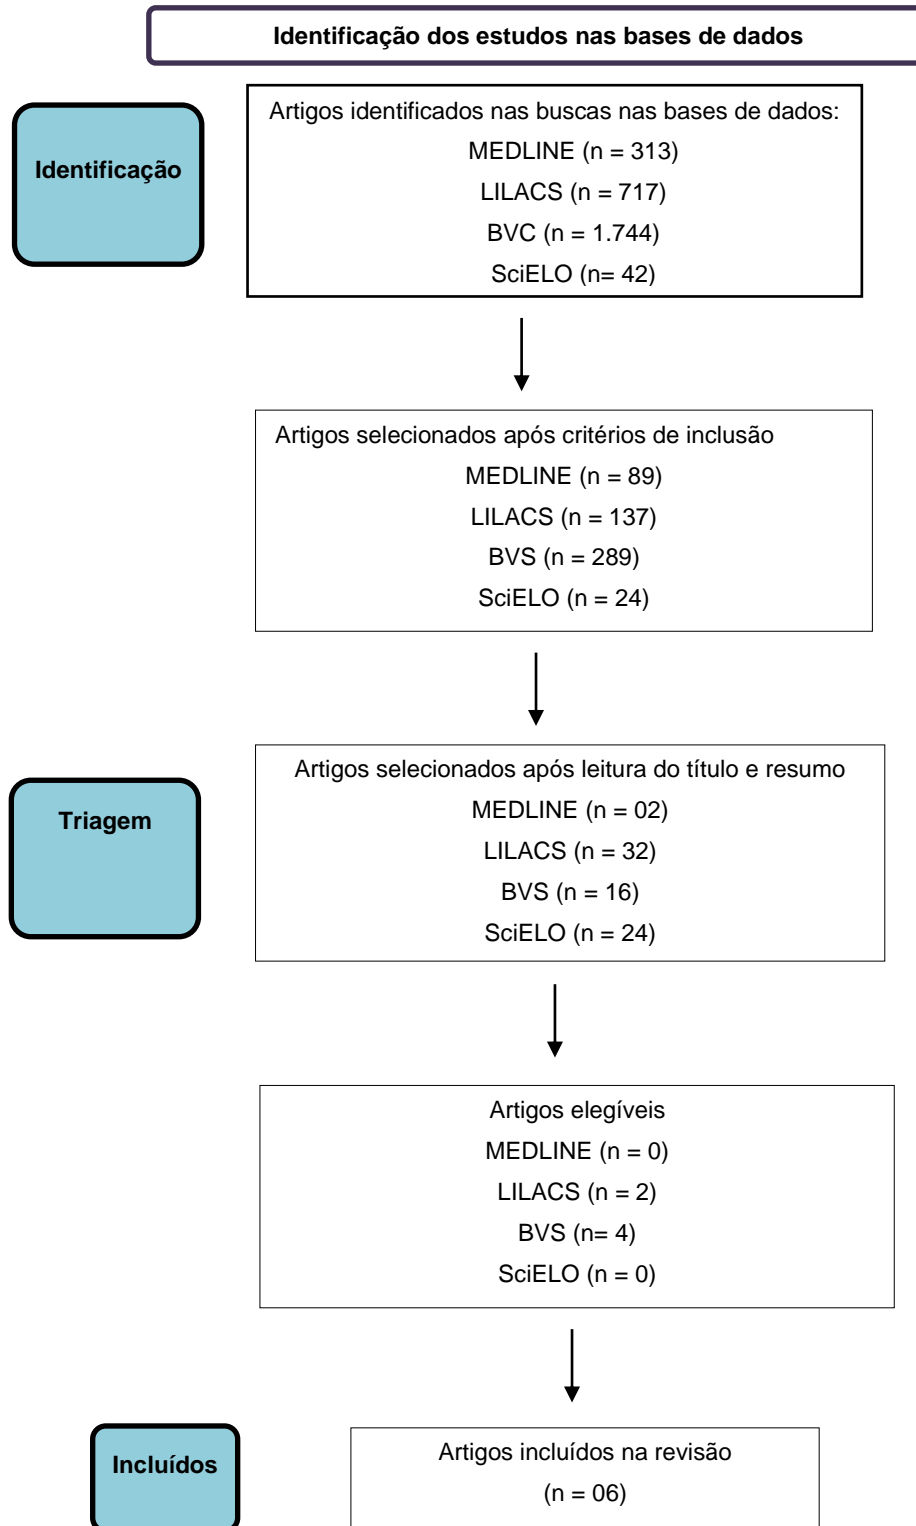 Identificação dos estudos nas bases de dados
Identificação
Artigos identificados nas buscas nas bases de dados:
MEDLINE (n = 313)
LILACS (n = 717)
BVC (n = 1.744)
SciELO (n= 42)
Artigos selecionados após critérios de inclusão
MEDLINE (n = 89)
LILACS (n = 137)
BVS (n = 289)
SciELO (n = 24)
Triagem
Artigos selecionados após leitura do título e resumo
MEDLINE (n = 02)
LILACS (n = 32)
BVS (n = 16)
SciELO (n = 24)
Artigos elegíveis
MEDLINE (n = 0)
LILACS (n = 2)
BVS (n= 4)
SciELO (n = 0)
Incluídos
Artigos incluídos na revisão
(n = 06)